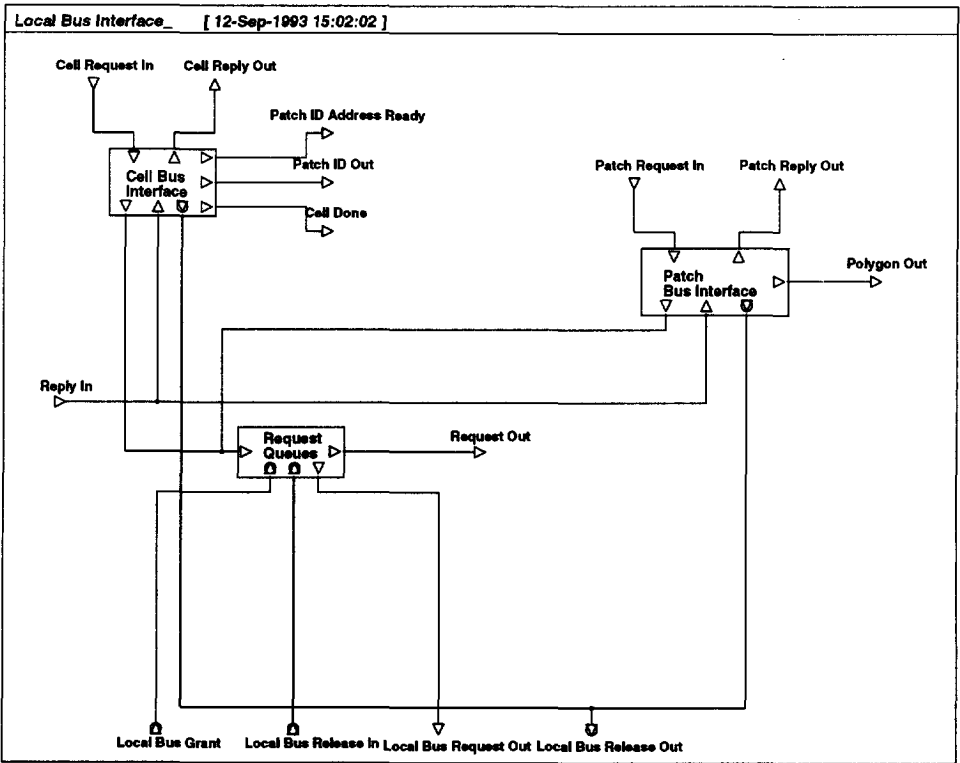 Local Bus Interface_ [ 12-Sep-1993 15:02:02 ]
Cell Request In
Cell Reply Out
Patch ID Address Ready
Patch ID Out
Cell Done
Cell Bus
Interface
Patch Request In
Patch Reply Out
Patch
Bus Interface
Polygon Out
Reply In
Request
Queues
Request Out
Local Bus Grant
Local Bus Release In
Local Bus Request Out
Local Bus Release Out